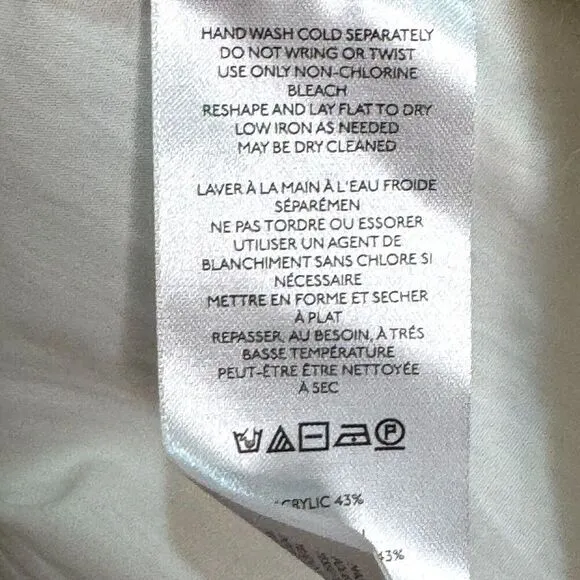 HAND WASH COLD SEPARATELY
DO NOT WRING OR TWIST
USE ONLY NON-CHLORINE
BLEACH
RESHAPE AND LAY FLAT TO DRY
LOW IRON AS NEEDED
MAY BE DRY CLEANED
LAVER À LA MAIN À L'EAU FROIDE
SÉPARÉMEN
NE PAS TORDRE OU ESSORER
UTILISER UN AGENT DE
BLANCHIMENT SANS CHLORE SI
NÉCESSAIRE
METTRE EN FORME ET SECHER
À PLAT
REPASSER, AU BESOIN, À TRÉS
BASSE TEMPÉRATURE
PEUT-ÊTRE ÊTRE NETTOYÉE
À SEC
P
43%
43%